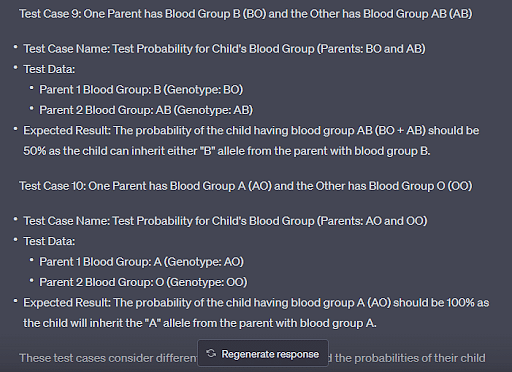 Test Case 9: One Parent has Blood Group B (BO) and the Other has Blood Group AB (AB)
• Test Case Name: Test Probability for Child's Blood Group (Parents: BO and AB)
• Test Data:
• Parent 1 Blood Group: B (Genotype: BO)
• Parent 2 Blood Group: AB (Genotype: AB)
• Expected Result: The probability of the child having blood group AB (BO + AB) should be
50% as the child can inherit either "B" allele from the parent with blood group B.
Test Case 10: One Parent has Blood Group A (AO) and the Other has Blood Group O (OO)
• Test Case Name: Test Probability for Child's Blood Group (Parents: AO and OO)
• Test Data:
• Parent 1 Blood Group: A (Genotype: AO)
• Parent 2 Blood Group: O (Genotype: OO)
• Expected Result: The probability of the child having blood group A (AO) should be 100% as
the child will inherit the "A" allele from the parent with blood group A.
These test cases consider differen Regenerate response d the probabilities of their child